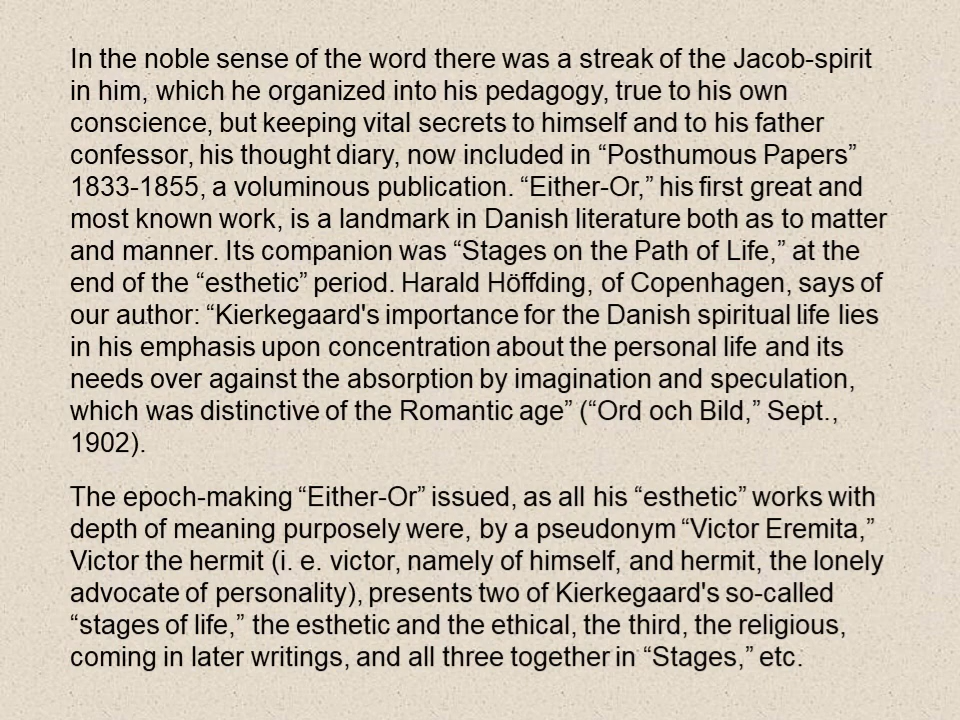 In the noble sense of the word there was a streak of the Jacob-spirit
in him, which he organized into his pedagogy, true to his own
conscience, but keeping vital secrets to himself and to his father
confessor, his thought diary, now included in “Posthumous Papers”
1833-1855, a voluminous publication. “Either-Or,” his first great and
most known work, is a landmark in Danish literature both as to matter
and manner. Its companion was “Stages on the Path of Life,” at the
end of the “esthetic” period. Harald Höffding, of Copenhagen, says of
our author: “Kierkegaard's importance for the Danish spiritual life lies
in his emphasis upon concentration about the personal life and its
needs over against the absorption by imagination and speculation,
which was distinctive of the Romantic age” (“Ord och Bild,” Sept.,
1902).
The epoch-making “Either-Or” issued, as all his “esthetic” works with
depth of meaning purposely were, by a pseudonym “Victor Eremita,”
Victor the hermit (i. e. victor, namely of himself, and hermit, the lonely
advocate of personality), presents two of Kierkegaard's so-called
“stages of life,” the esthetic and the ethical, the third, the religious,
coming in later writings, and all three together in “Stages,” etc.